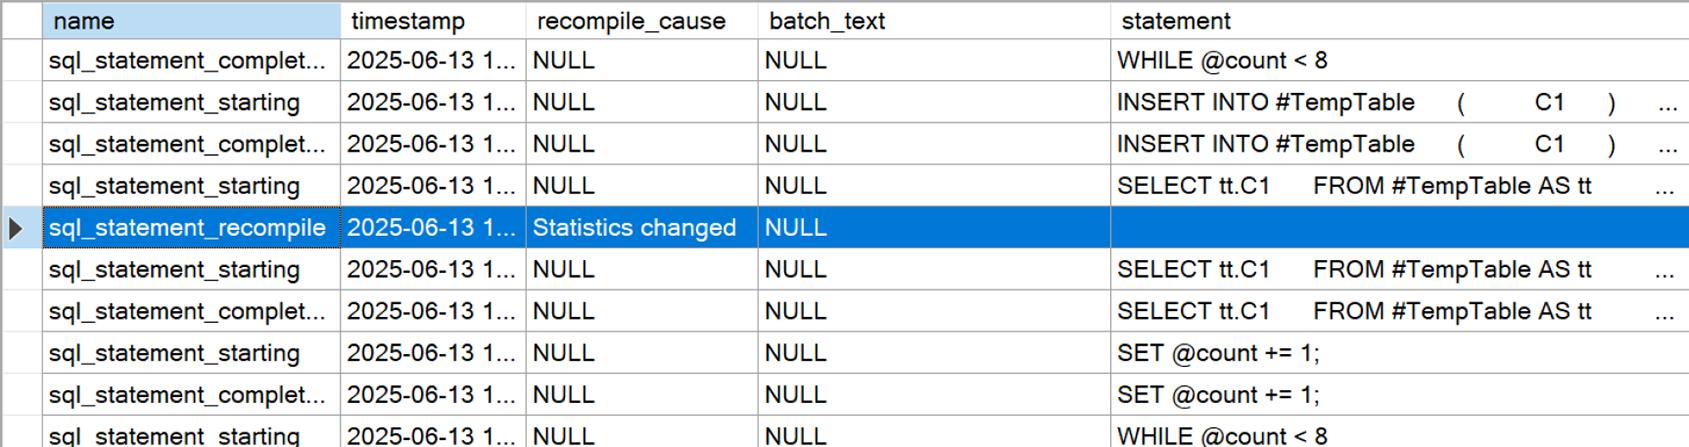 name timestamp recompile_cause batch_text statement
sql_statement_complet... 2025-06-13 1... NULL NULL WHILE @count < 8
sql_statement_starting 2025-06-13 1... NULL NULL INSERT INTO #TempTable ( C1 ) ...
sql_statement_complet... 2025-06-13 1... NULL NULL INSERT INTO #TempTable ( C1 ) ...
sql_statement_starting 2025-06-13 1... NULL NULL SELECT tt.C1 FROM #TempTable AS tt ...
sql_statement_recompile 2025-06-13 1... Statistics changed NULL
sql_statement_starting 2025-06-13 1... NULL NULL SELECT tt.C1 FROM #TempTable AS tt ...
sql_statement_complet... 2025-06-13 1... NULL NULL SELECT tt.C1 FROM #TempTable AS tt ...
sql_statement_starting 2025-06-13 1... NULL NULL SET @count += 1;
sql_statement_complet... 2025-06-13 1... NULL NULL SET @count += 1;
sql_statement_starting 2025-06-13 1... NULL NULL WHILE @count < 8